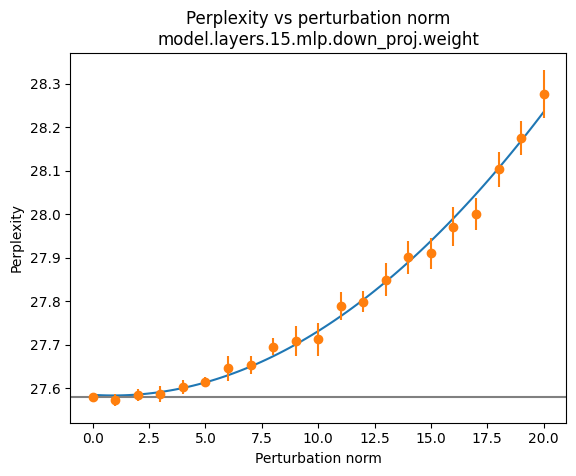 Perplexity vs perturbation norm
model.layers.15.mlp.down_proj.weight
28.3
28.2
28.1
28.0
27.9
27.8
27.7
27.6
Perplexity
0.0 2.5 5.0 7.5 10.0 12.5 15.0 17.5 20.0
Perturbation norm